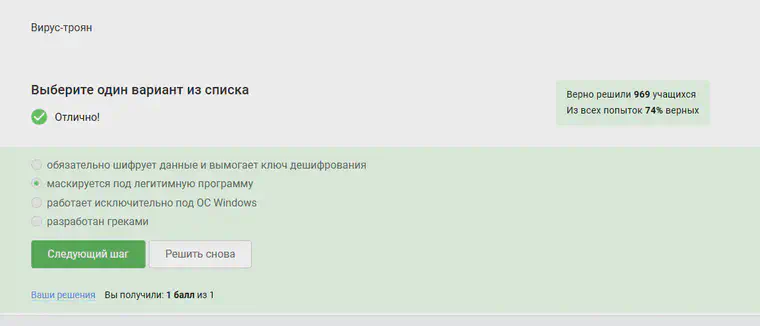 Вирус-троян
Выберите один вариант из списка
Верно решили 969 учащихся
Из всех попыток 74% верных
Отлично!
обязательно шифрует данные и вымогает ключ дешифрования
маскируется под легитимную программу
работает исключительно под ОС Windows
разработан греками
Следующий шаг
Решить снова
Ваши решения
Вы получили: 1 балл из 1